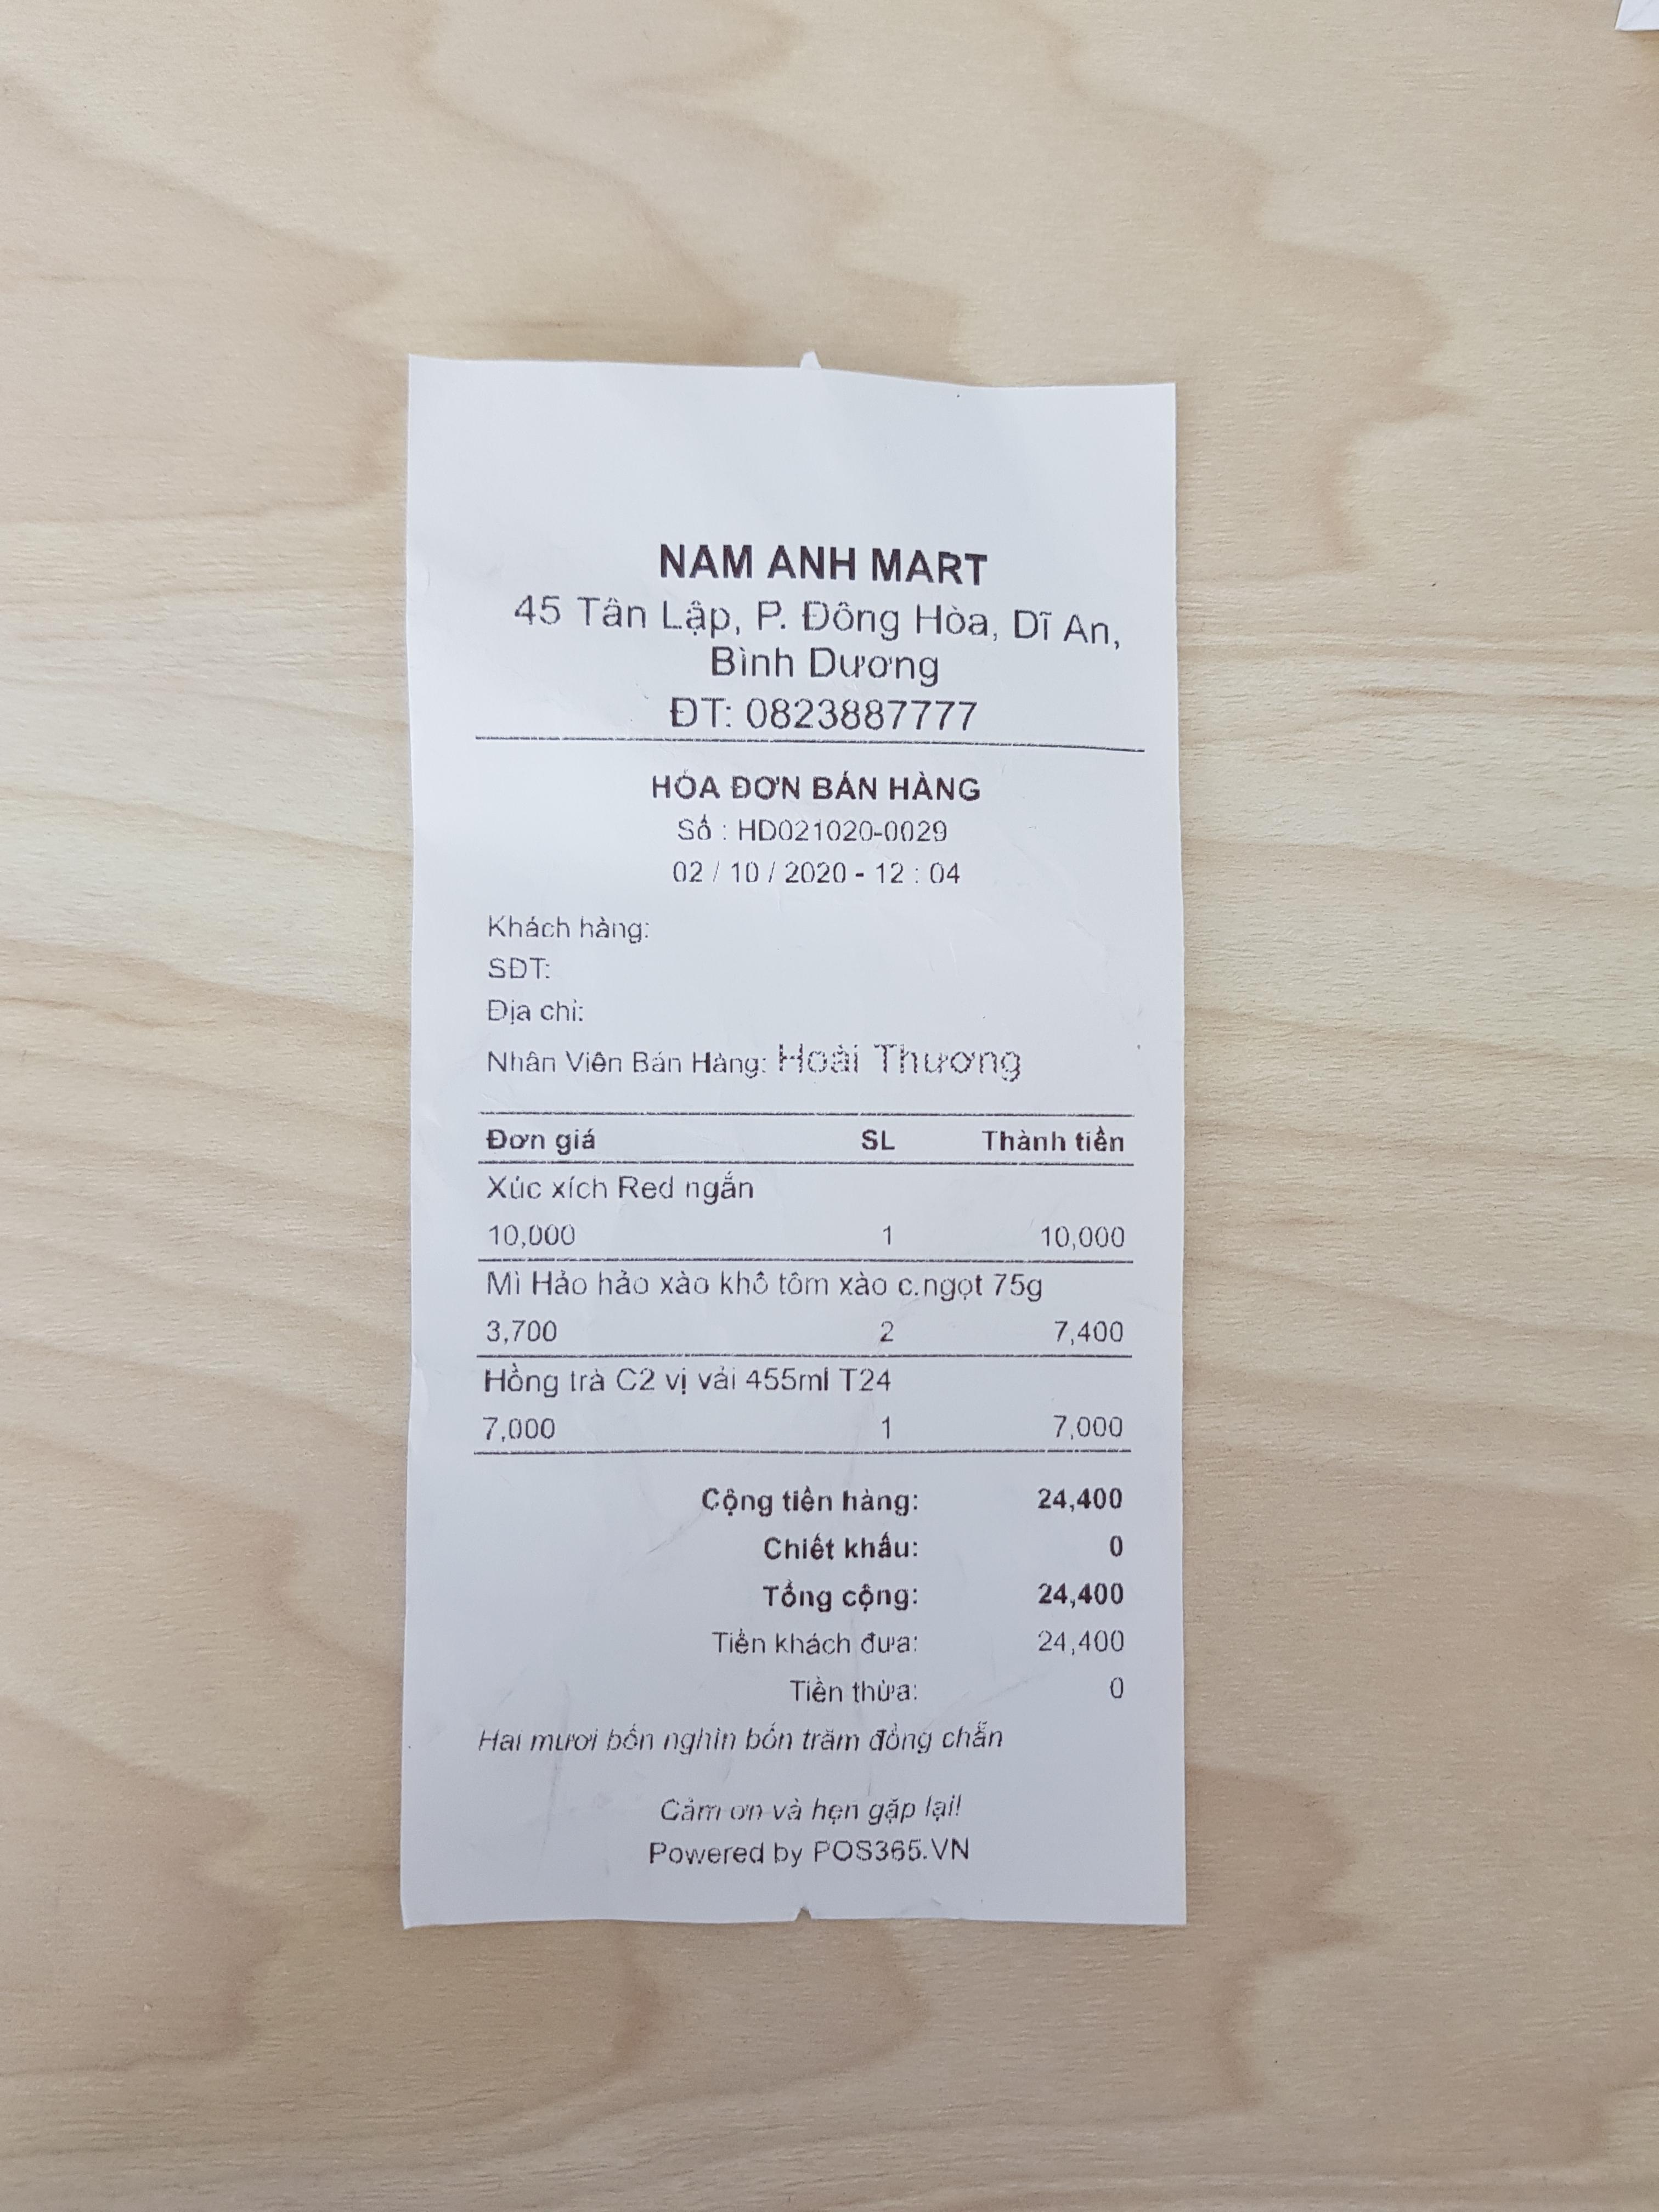 NAM ANH MART
45 Tân Lập, P. Đông Hòa, Dĩ An,
Bình Dương
ĐT: 0823887777
HÓA ĐƠN BÁN HÀNG
Số : HD021020-0029
02 / 10 / 2020 - 12 : 04
Khách hàng:
SĐT:
Địa chỉ:
Nhân Viên Bán Hàng: Hoài Thương
Đơn giá SL Thành tiền
Xúc xích Red ngắn
10,000 1 10,000
Mì Hảo hảo xào khô tôm xào c.ngọt 75g
3,700 2 7,400
Hồng trà C2 vị vải 455ml T24
7,000 1 7,000
Cộng tiền hàng: 24,400
Chiết khấu: 0
Tổng cộng: 24,400
Tiền khách đưa: 24,400
Tiền thừa: 0
Hai mươi bốn nghìn bốn trăm đồng chẵn
Cảm ơn và hẹn gặp lại!
Powered by POS365.VN